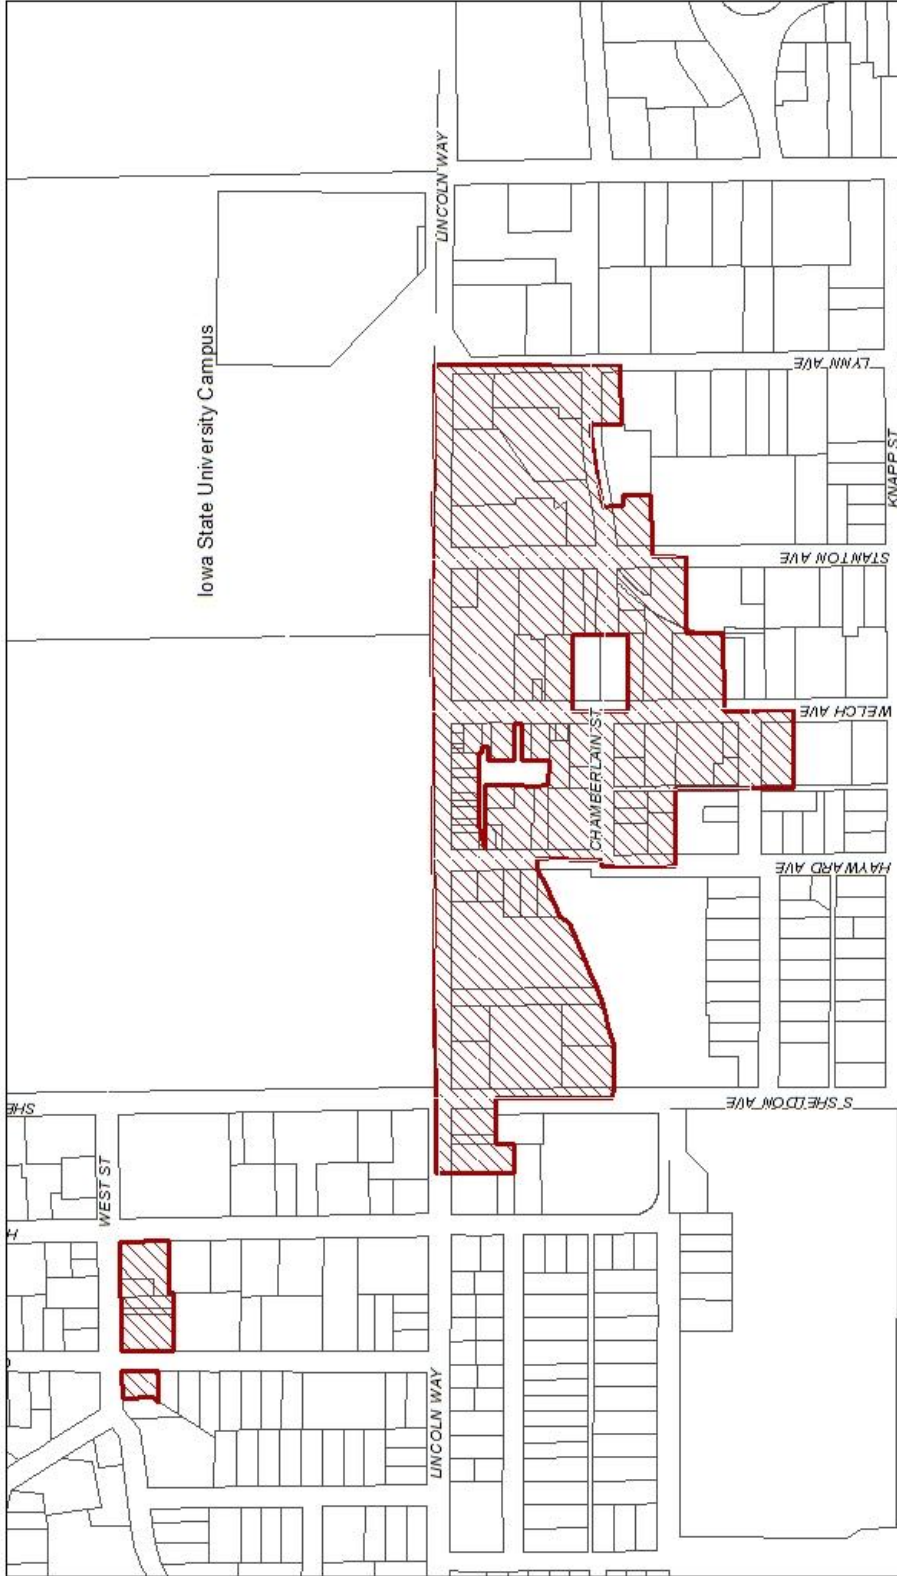 Iowa State University Campus
LINCOLN WAY
LYNN AVE
KNAPP ST
STANTON AVE
WELCH AVE
CHAMBERLAIN ST
HAYWARD AVE
S SHELDON AVE
SHE
WEST ST
H
LINCOLN WAY